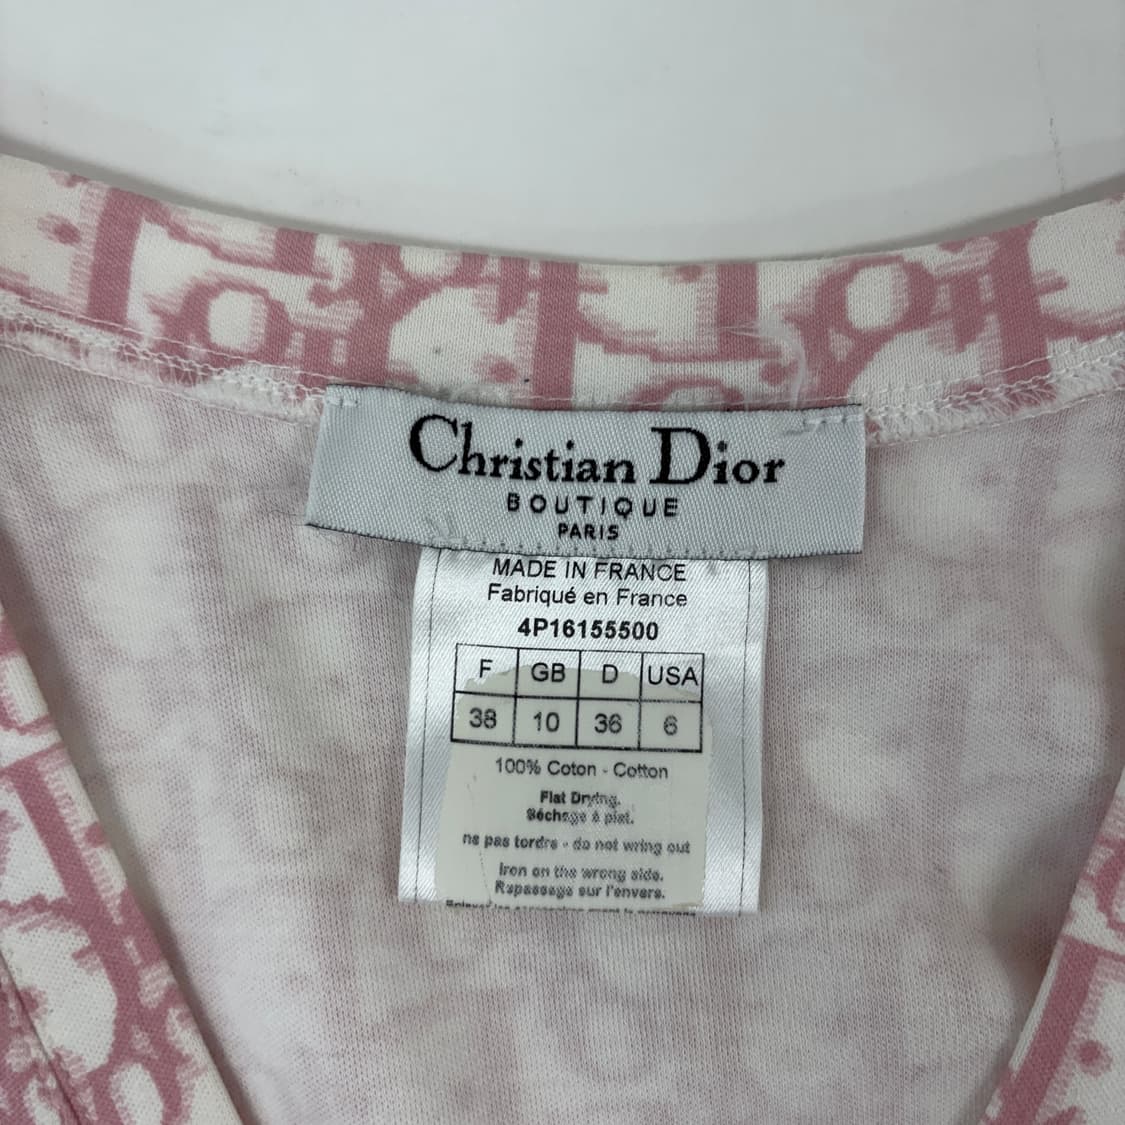 Christian Dior
BOUTIQUE
PARIS
MADE IN FRANCE
Fabriqué en France
4P16155500
F GB D USA
38 10 36 6
100% Coton - Cotton
Flat Drying.
Séchage à plat.
ne pas tordre - do not wring out
Iron on the wrong side.
Repassage sur l'envers.